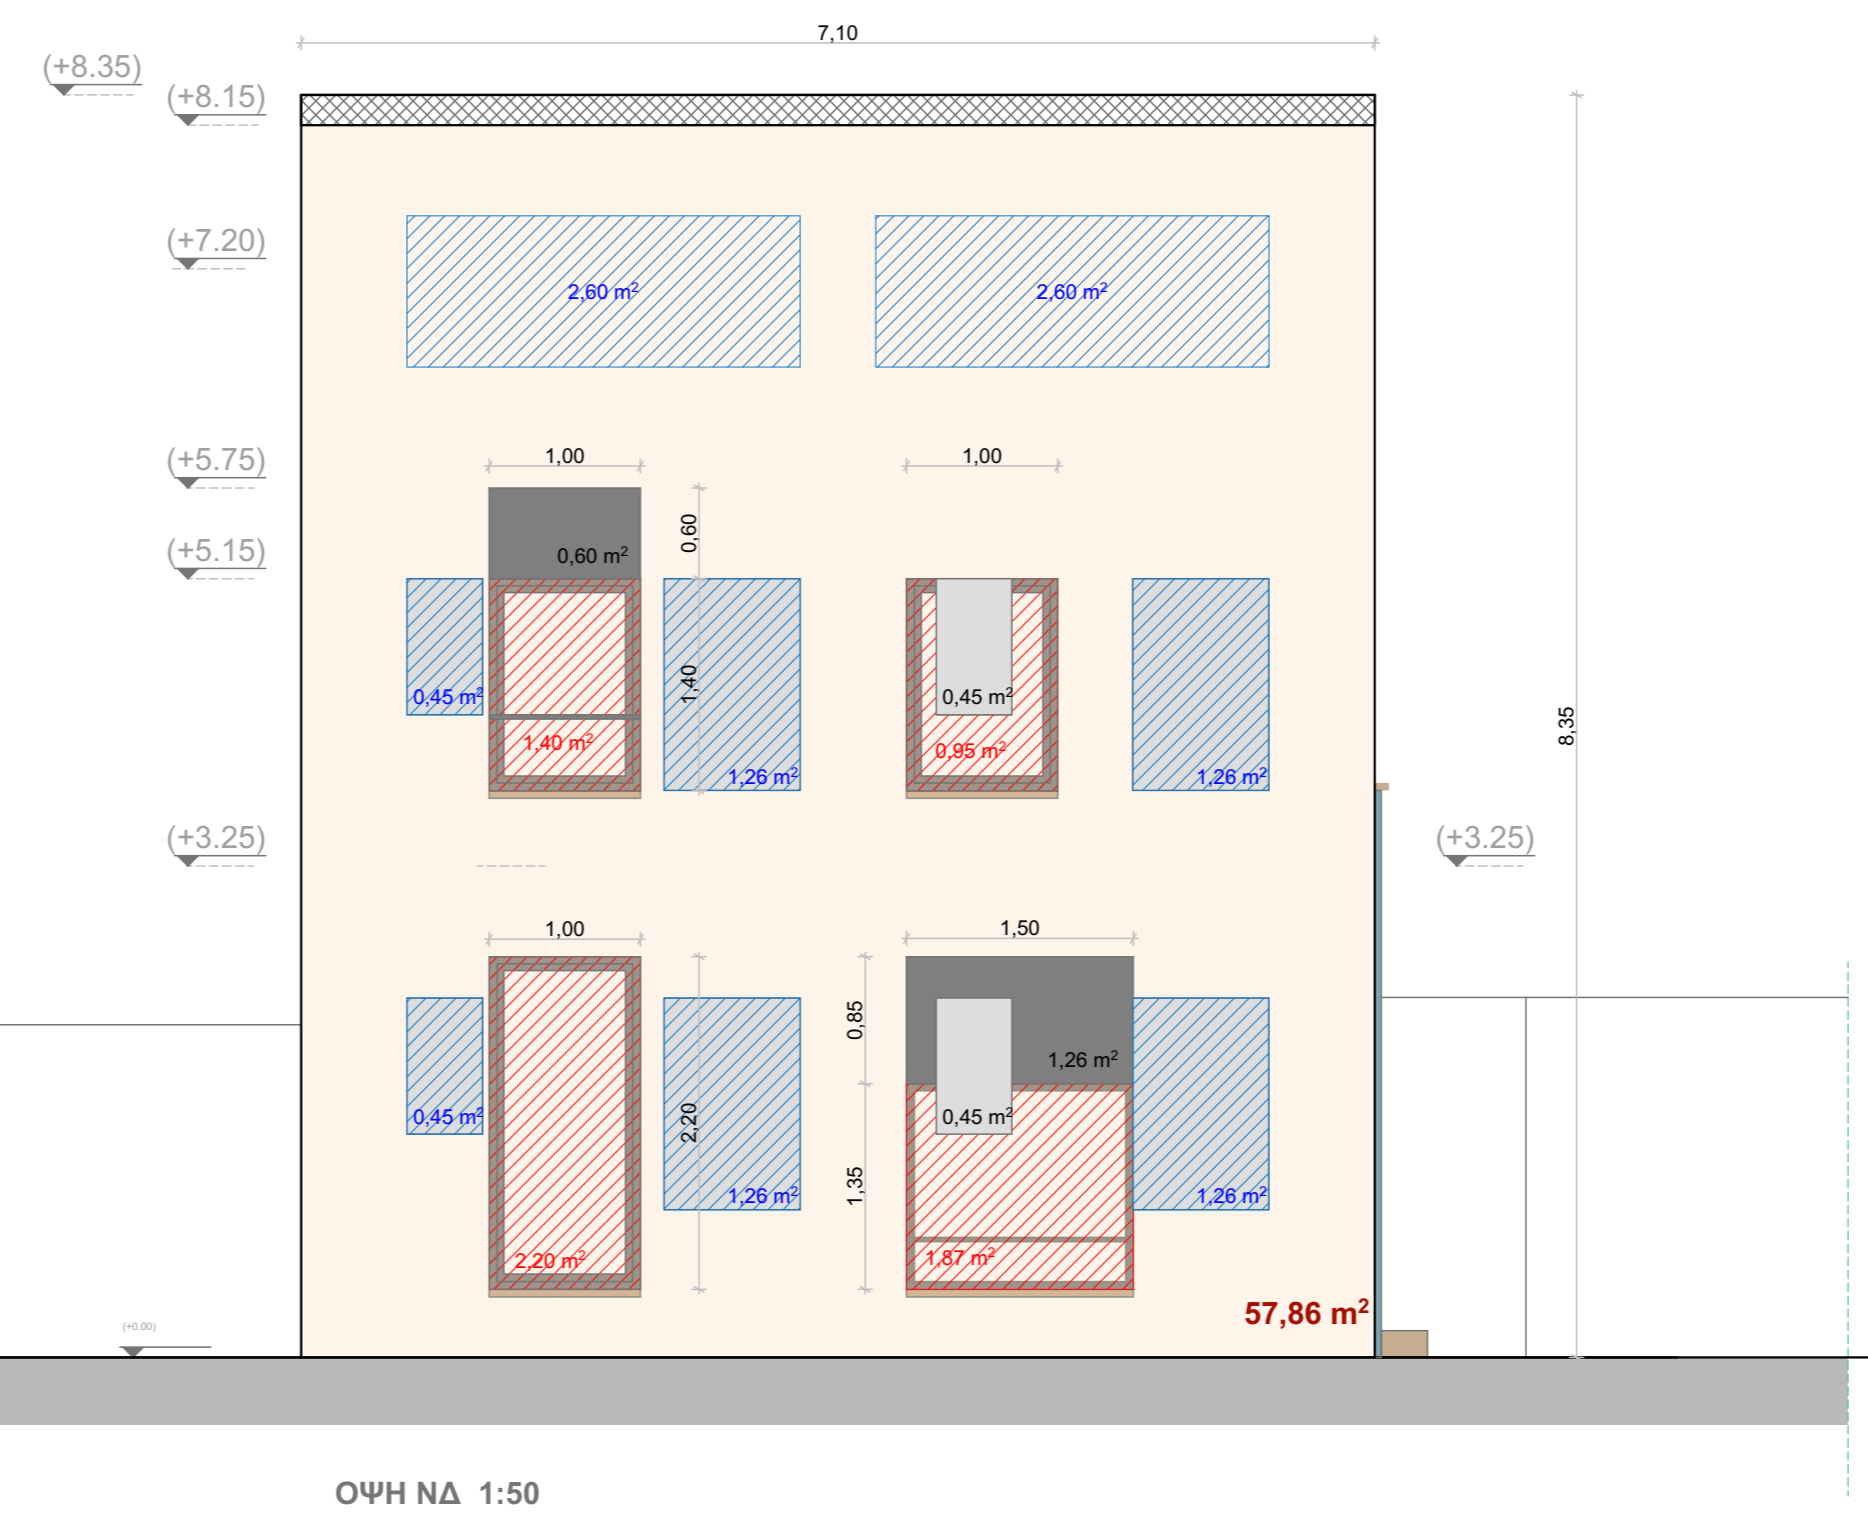 7,10
(+8.35)
(+8.15)
(+7.20)
2,60 m²
2,60 m²
(+5.75)
1,00
1,00
0,60
(+5.15)
0,60 m²
0,45 m²
1,40
0,45 m²
1,40 m²
0,95 m²
1,26 m²
1,26 m²
8,35
(+3.25)
(+3.25)
1,00
1,50
0,85
1,26 m²
0,45 m²
2,20
0,45 m²
1,35
1,26 m²
1,26 m²
2,20 m²
1,87 m²
57,86 m²
(+0.00)
ΟΨΗ ΝΔ 1:50